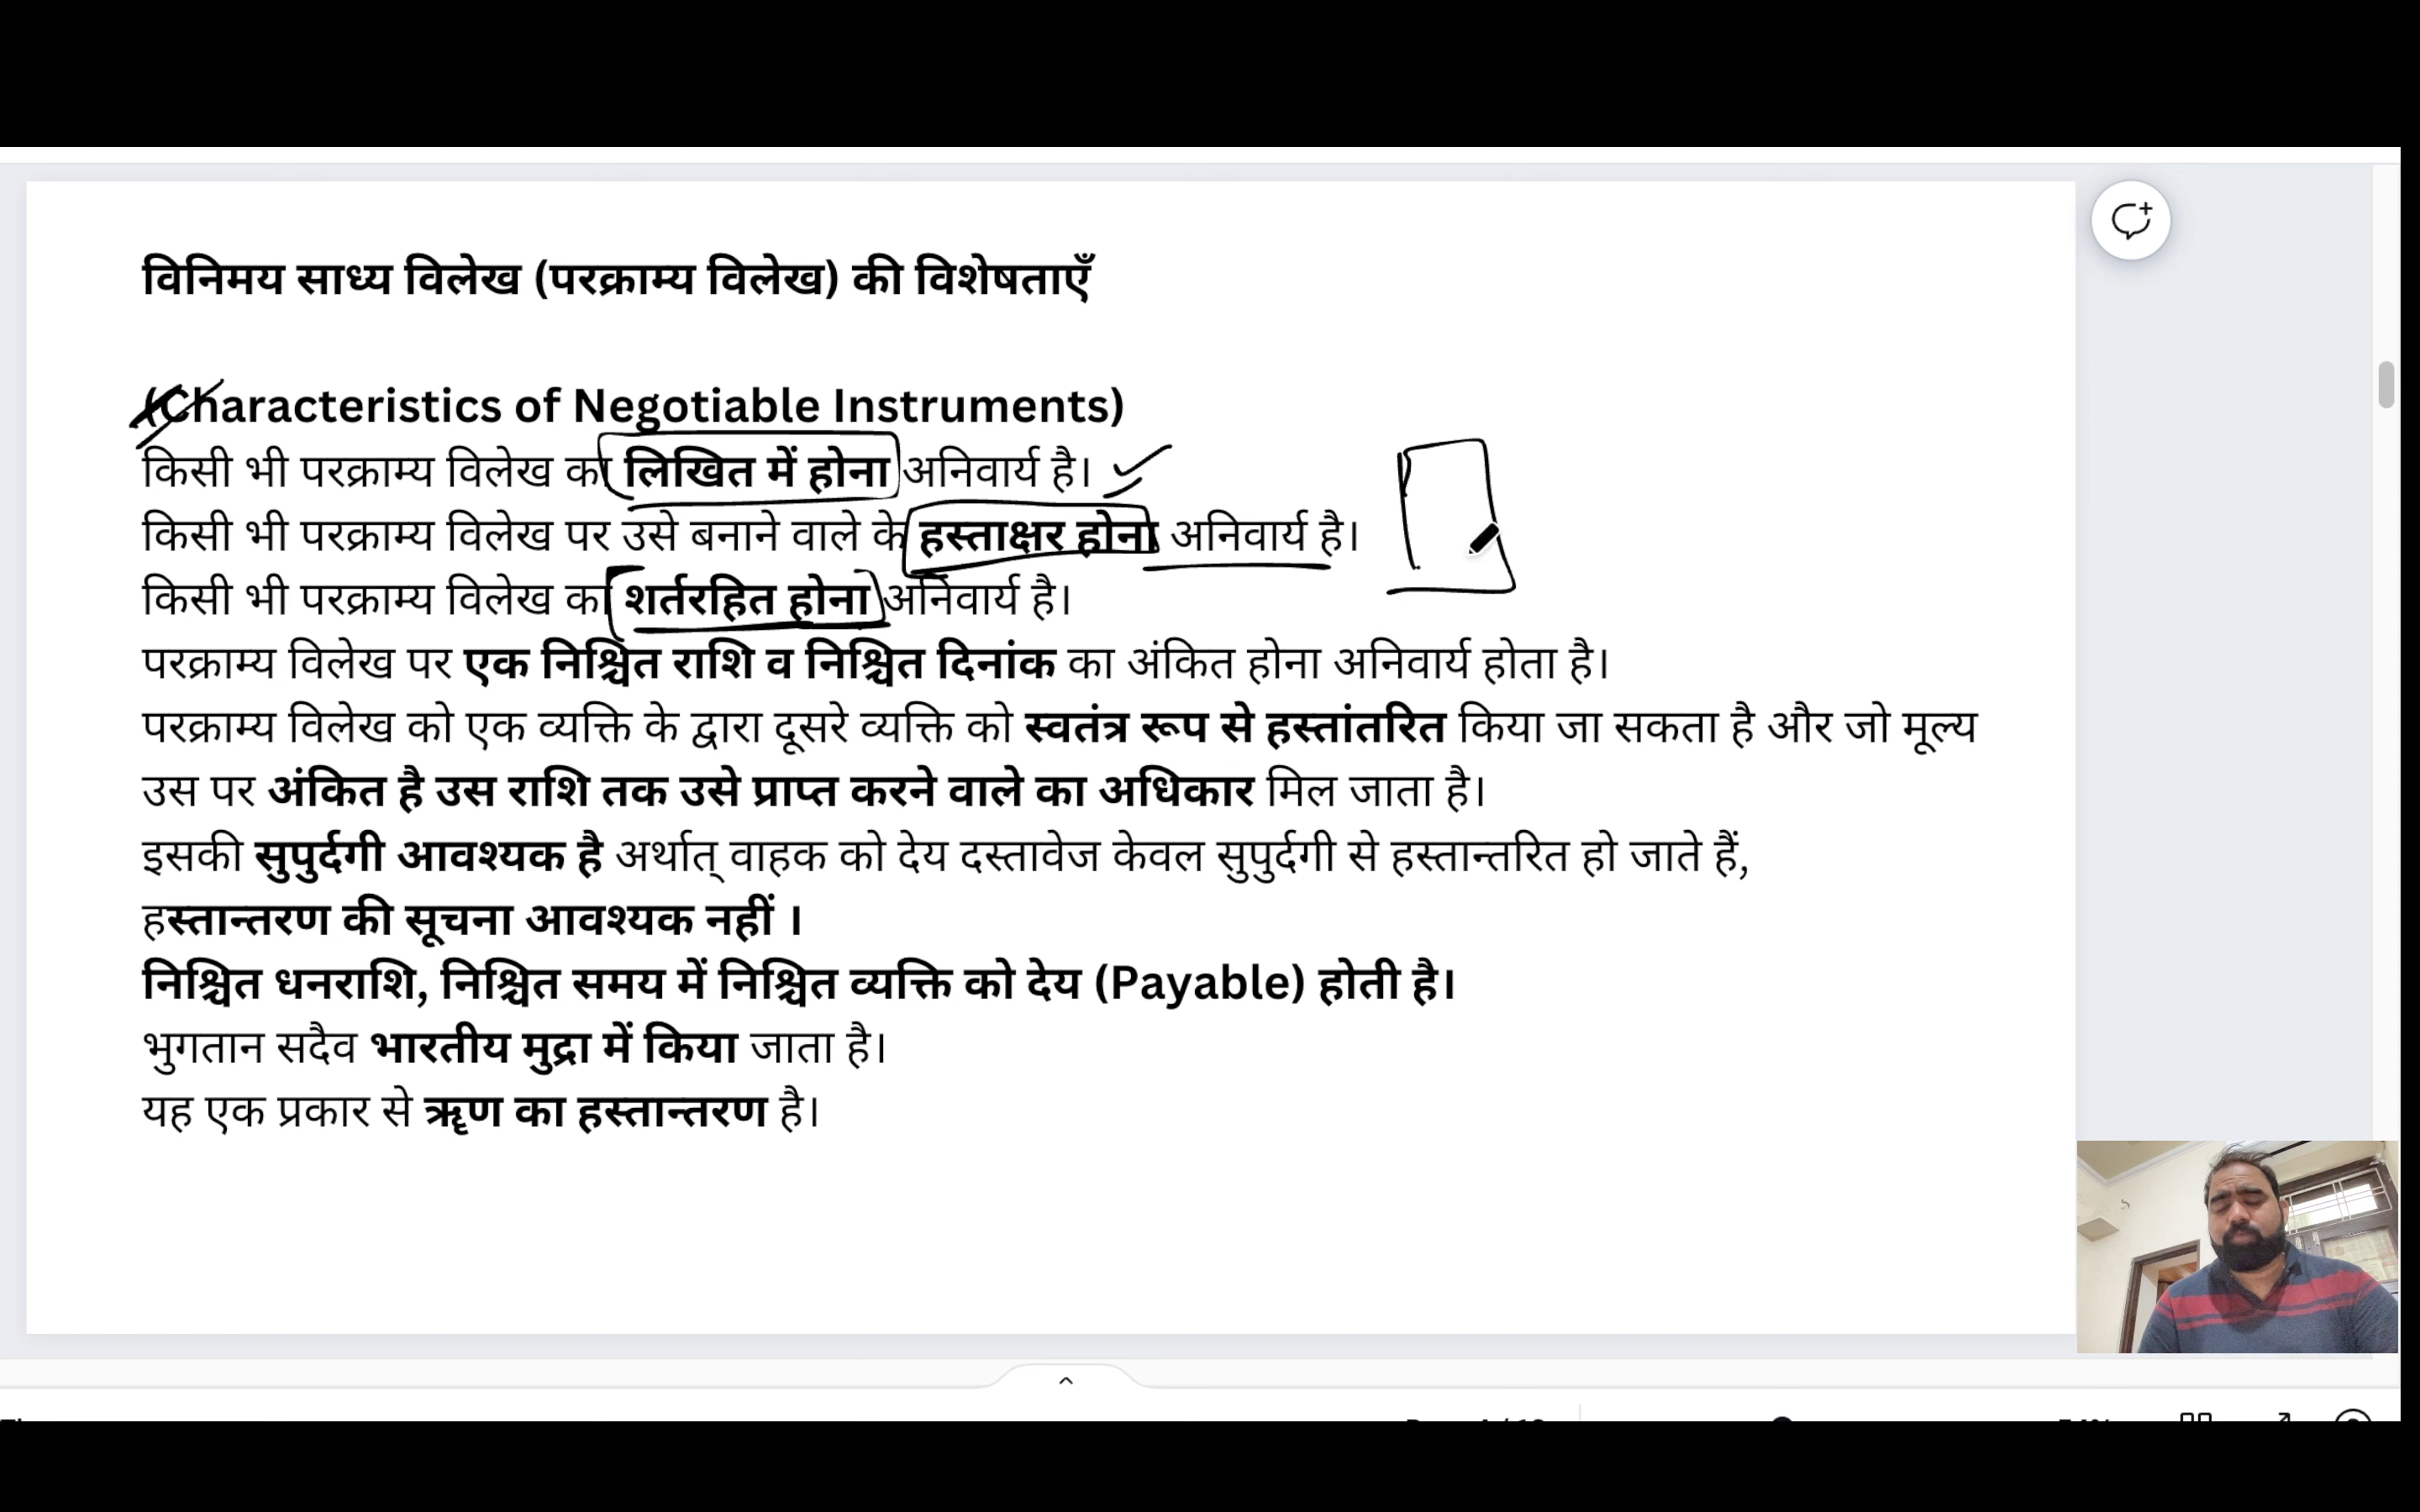 विनिमय साध्य विलेख (परक्राम्य विलेख) की विशेषताएँ
(Characteristics of Negotiable Instruments)
किसी भी परक्राम्य विलेख का लिखित में होना अनिवार्य है।
किसी भी परक्राम्य विलेख पर उसे बनाने वाले के हस्ताक्षर होना अनिवार्य है।
किसी भी परक्राम्य विलेख का शर्तरहित होना अनिवार्य है।
परक्राम्य विलेख पर एक निश्चित राशि व निश्चित दिनांक का अंकित होना अनिवार्य होता है।
परक्राम्य विलेख को एक व्यक्ति के द्वारा दूसरे व्यक्ति को स्वतंत्र रूप से हस्तांतरित किया जा सकता है और जो मूल्य
उस पर अंकित है उस राशि तक उसे प्राप्त करने वाले का अधिकार मिल जाता है।
इसकी सुपुर्दगी आवश्यक है अर्थात् वाहक को देय दस्तावेज केवल सुपुर्दगी से हस्तान्तरित हो जाते हैं,
हस्तान्तरण की सूचना आवश्यक नहीं ।
निश्चित धनराशि, निश्चित समय में निश्चित व्यक्ति को देय (Payable) होती है।
भुगतान सदैव भारतीय मुद्रा में किया जाता है।
यह एक प्रकार से ऋृण का हस्तान्तरण है।